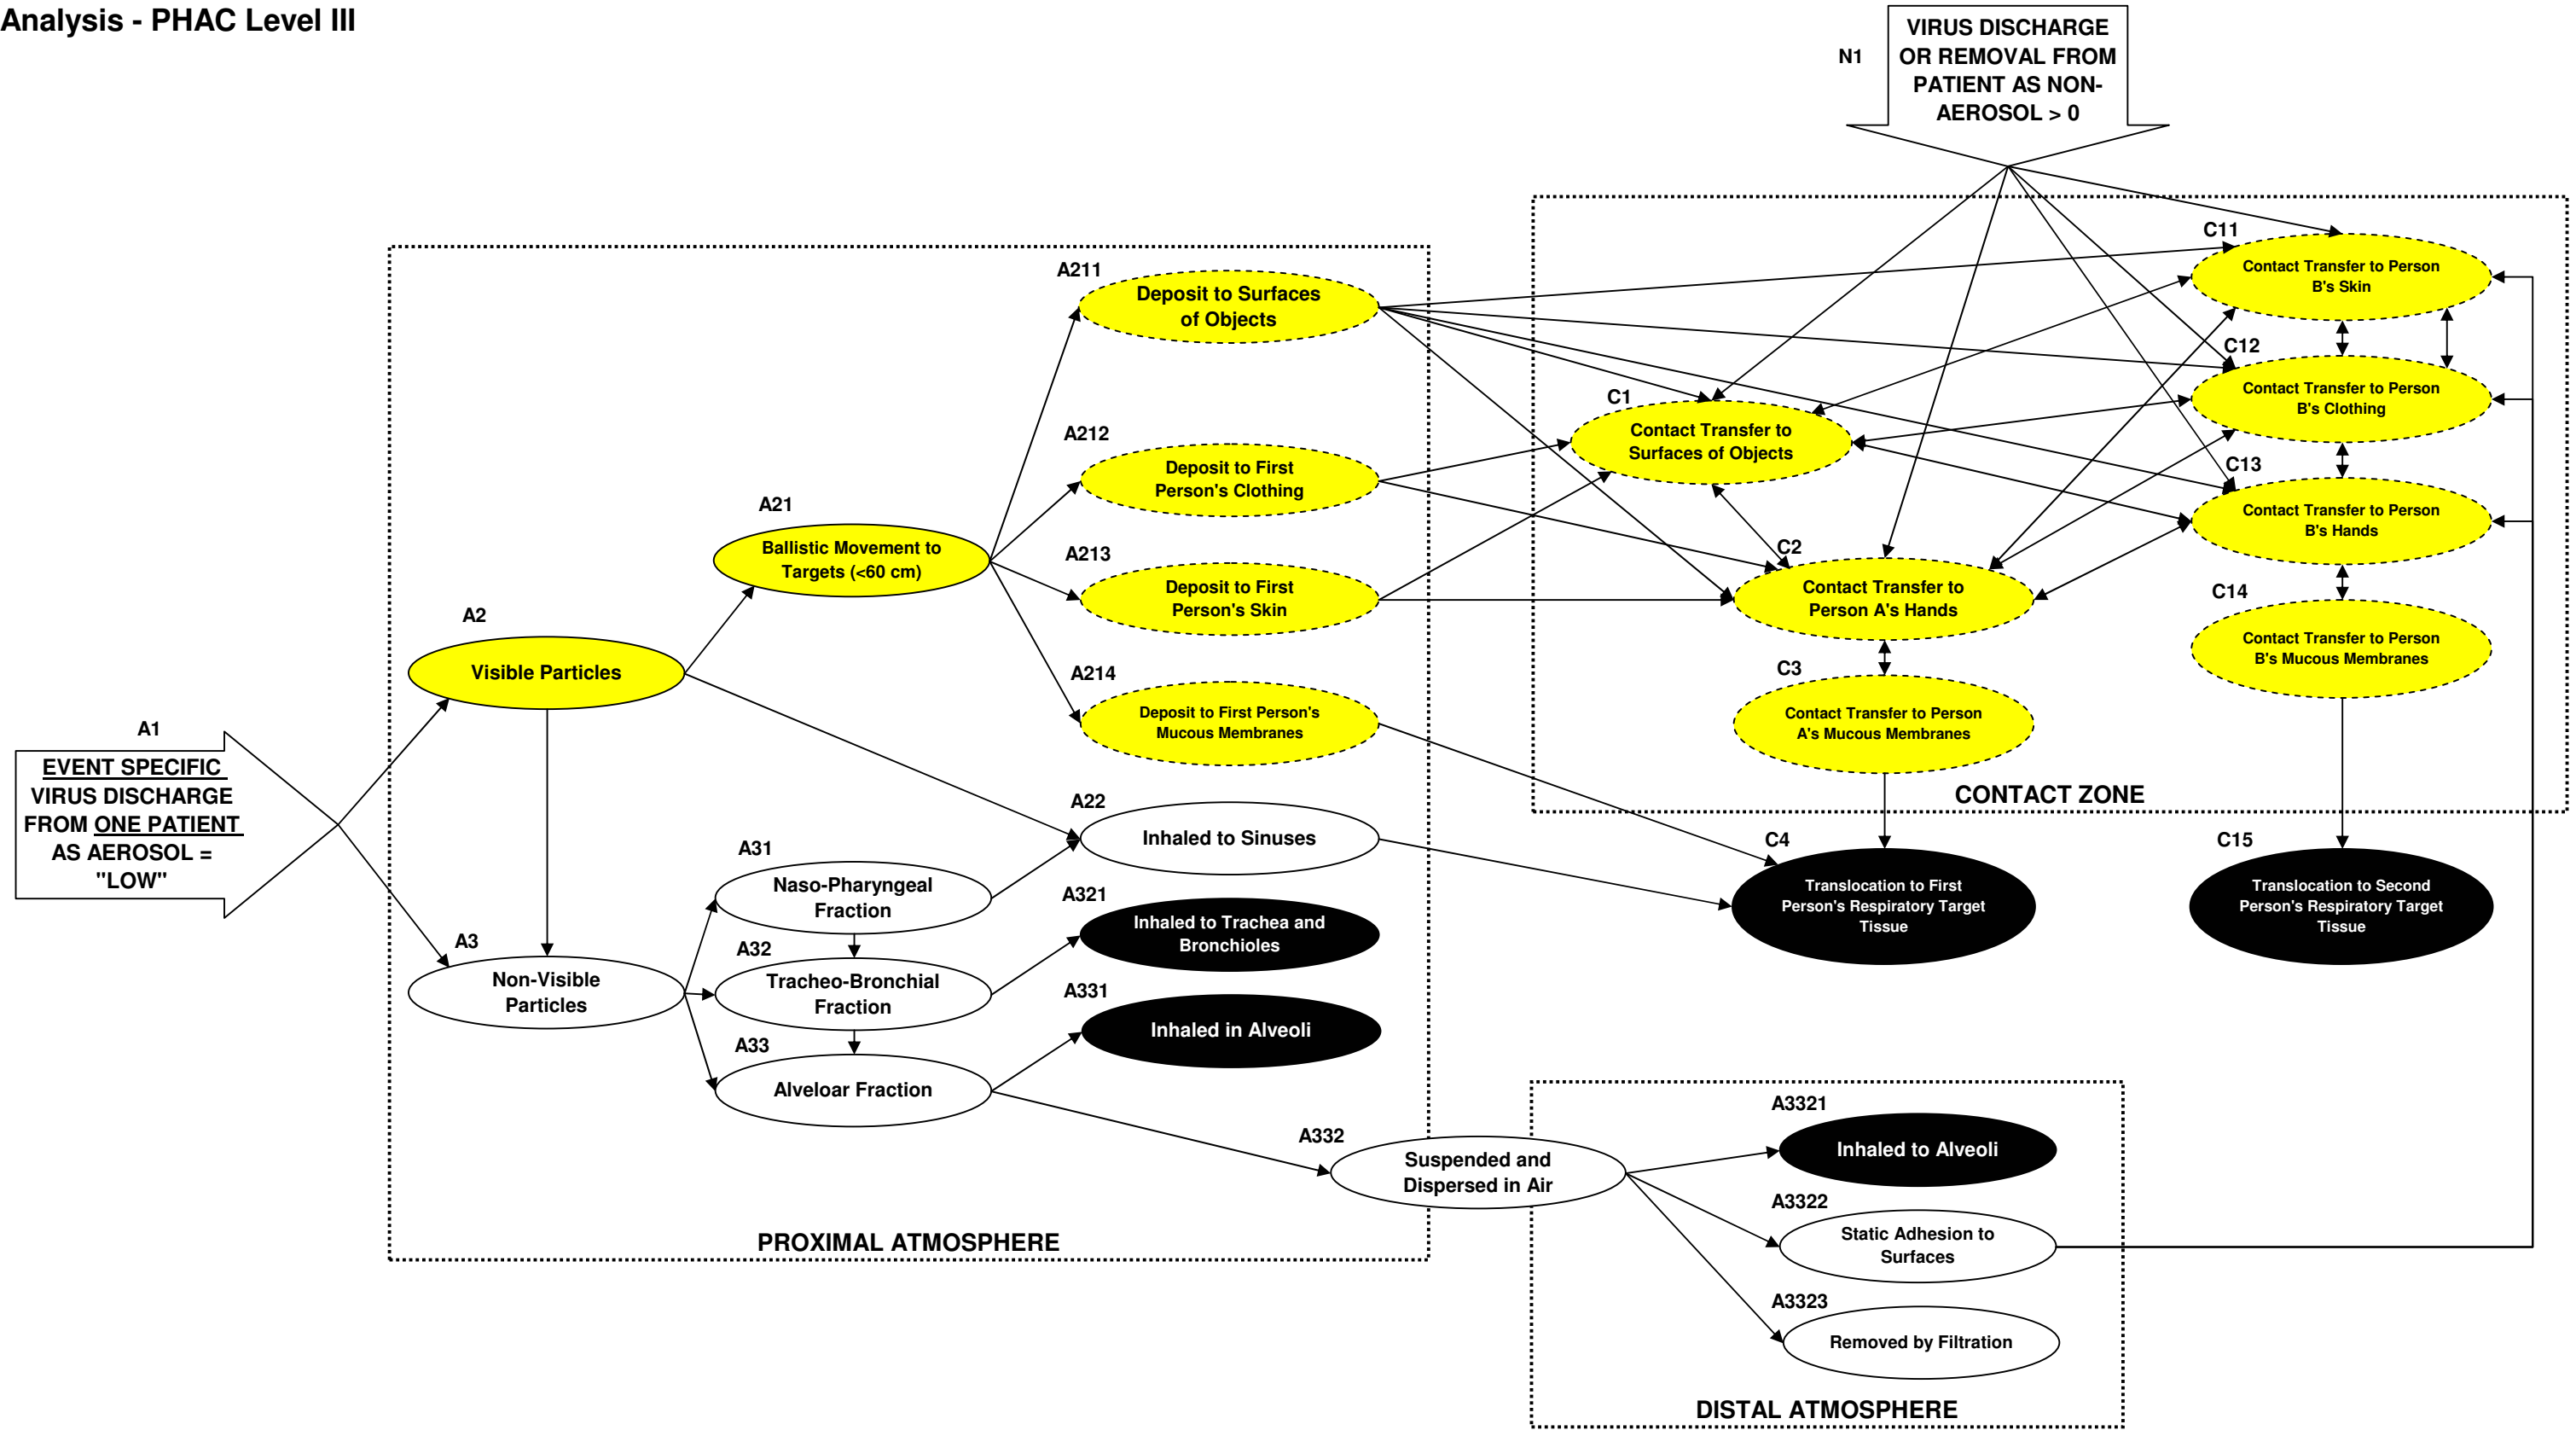 Analysis - PHAC Level III
N1
VIRUS DISCHARGE
OR REMOVAL FROM
PATIENT AS NON-
AEROSOL > 0
A1
EVENT SPECIFIC
VIRUS DISCHARGE
FROM ONE PATIENT
AS AEROSOL =
"LOW"
A2
Visible Particles
A3
Non-Visible
Particles
A21
Ballistic Movement to
Targets (<60 cm)
A31
Naso-Pharyngeal
Fraction
A32
Tracheo-Bronchial
Fraction
A33
Alveloar Fraction
A211
Deposit to Surfaces
of Objects
A212
Deposit to First
Person's Clothing
A213
Deposit to First
Person's Skin
A214
Deposit to First Person's
Mucous Membranes
A22
Inhaled to Sinuses
A321
Inhaled to Trachea and
Bronchioles
A331
Inhaled in Alveoli
A332
Suspended and
Dispersed in Air
PROXIMAL ATMOSPHERE
C1
Contact Transfer to
Surfaces of Objects
C2
Contact Transfer to
Person A's Hands
C3
Contact Transfer to Person
A's Mucous Membranes
C11
Contact Transfer to Person
B's Skin
C12
Contact Transfer to Person
B's Clothing
C13
Contact Transfer to Person
B's Hands
C14
Contact Transfer to Person
B's Mucous Membranes
CONTACT ZONE
C4
Translocation to First
Person's Respiratory Target
Tissue
C15
Translocation to Second
Person's Respiratory Target
Tissue
A3321
Inhaled to Alveoli
A3322
Static Adhesion to
Surfaces
A3323
Removed by Filtration
DISTAL ATMOSPHERE